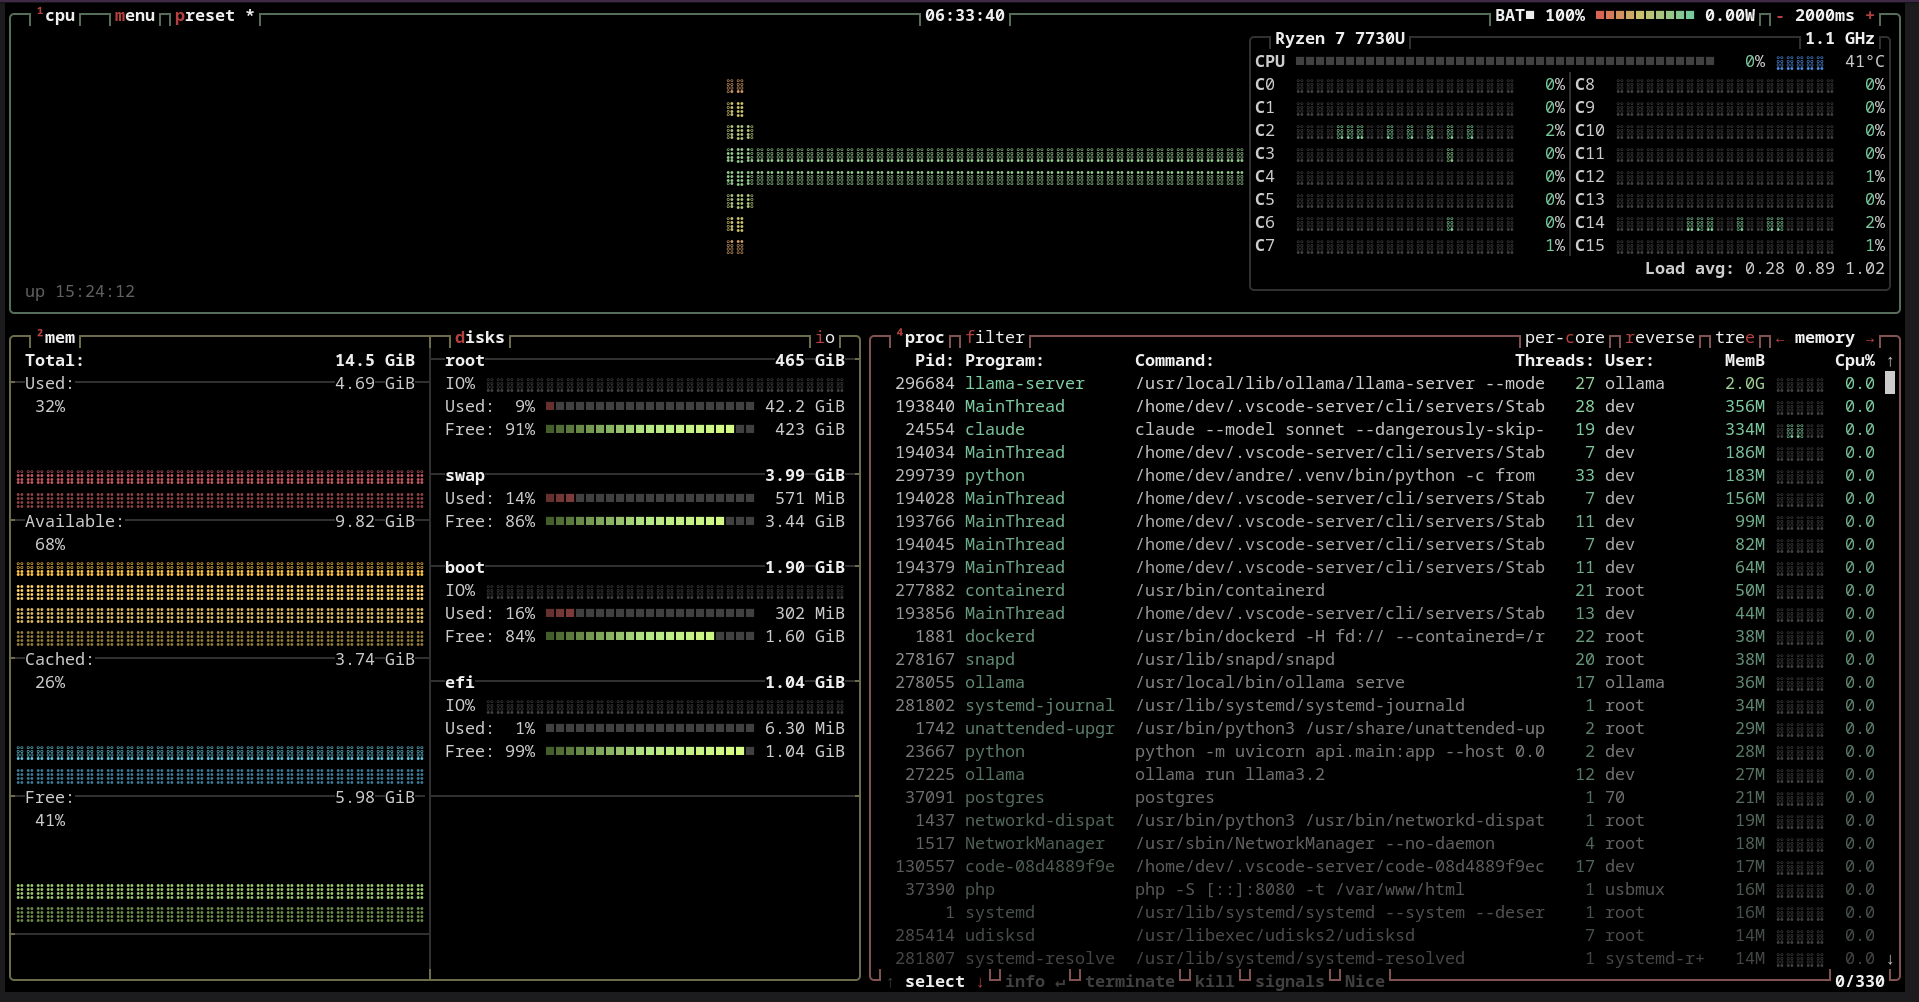 ¹cpu menu preset * 06:33:40 BAT■ 100% 0.00W - 2000ms +
Ryzen 7 7730U 1.1 GHz
CPU 0% 41°C
C0 0% C8 0%
C1 0% C9 0%
C2 2% C10 0%
C3 0% C11 0%
C4 0% C12 1%
C5 0% C13 0%
C6 0% C14 2%
C7 1% C15 1%
Load avg: 0.28 0.89 1.02
up 15:24:12
²mem
Total: 14.5 GiB
Used: 4.69 GiB
32%
Available: 9.82 GiB
68%
Cached: 3.74 GiB
26%
Free: 5.98 GiB
41%
disks io
root 465 GiB
IO%
Used: 9% 42.2 GiB
Free: 91% 423 GiB
swap 3.99 GiB
Used: 14% 571 MiB
Free: 86% 3.44 GiB
boot 1.90 GiB
IO%
Used: 16% 302 MiB
Free: 84% 1.60 GiB
efi 1.04 GiB
IO%
Used: 1% 6.30 MiB
Free: 99% 1.04 GiB
⁴proc filter per-core reverse tree ← memory →
Pid: Program: Command: Threads: User: MemB Cpu% ↑
296684 llama-server /usr/local/lib/ollama/llama-server --mode 27 ollama 2.0G 0.0
193840 MainThread /home/dev/.vscode-server/cli/servers/Stab 28 dev 356M 0.0
24554 claude claude --model sonnet --dangerously-skip- 19 dev 334M 0.0
194034 MainThread /home/dev/.vscode-server/cli/servers/Stab 7 dev 186M 0.0
299739 python /home/dev/andre/.venv/bin/python -c from 33 dev 183M 0.0
194028 MainThread /home/dev/.vscode-server/cli/servers/Stab 7 dev 156M 0.0
193766 MainThread /home/dev/.vscode-server/cli/servers/Stab 11 dev 99M 0.0
194045 MainThread /home/dev/.vscode-server/cli/servers/Stab 7 dev 82M 0.0
194379 MainThread /home/dev/.vscode-server/cli/servers/Stab 11 dev 64M 0.0
277882 containerd /usr/bin/containerd 21 root 50M 0.0
193856 MainThread /home/dev/.vscode-server/cli/servers/Stab 13 dev 44M 0.0
1881 dockerd /usr/bin/dockerd -H fd:// --containerd=/r 22 root 38M 0.0
278167 snapd /usr/lib/snapd/snapd 20 root 38M 0.0
278055 ollama /usr/local/bin/ollama serve 17 ollama 36M 0.0
281802 systemd-journal /usr/lib/systemd/systemd-journald 1 root 34M 0.0
1742 unattended-upgr /usr/bin/python3 /usr/share/unattended-up 2 root 29M 0.0
23667 python python -m uvicorn api.main:app --host 0.0 2 dev 28M 0.0
27225 ollama ollama run llama3.2 12 dev 27M 0.0
37091 postgres postgres 1 70 21M 0.0
1437 networkd-dispat /usr/bin/python3 /usr/bin/networkd-dispat 1 root 19M 0.0
1517 NetworkManager /usr/sbin/NetworkManager --no-daemon 4 root 18M 0.0
130557 code-08d4889f9e /home/dev/.vscode-server/code-08d4889f9ec 17 dev 17M 0.0
37390 php php -S [::]:8080 -t /var/www/html 1 usbmux 16M 0.0
1 systemd /usr/lib/systemd/systemd --system --deser 1 root 16M 0.0
285414 udisksd /usr/libexec/udisks2/udisksd 7 root 14M 0.0
281807 systemd-resolve /usr/lib/systemd/systemd-resolved 1 systemd-r+ 14M 0.0 ↓
↑ select ↓ info ↵ terminate kill signals Nice 0/330